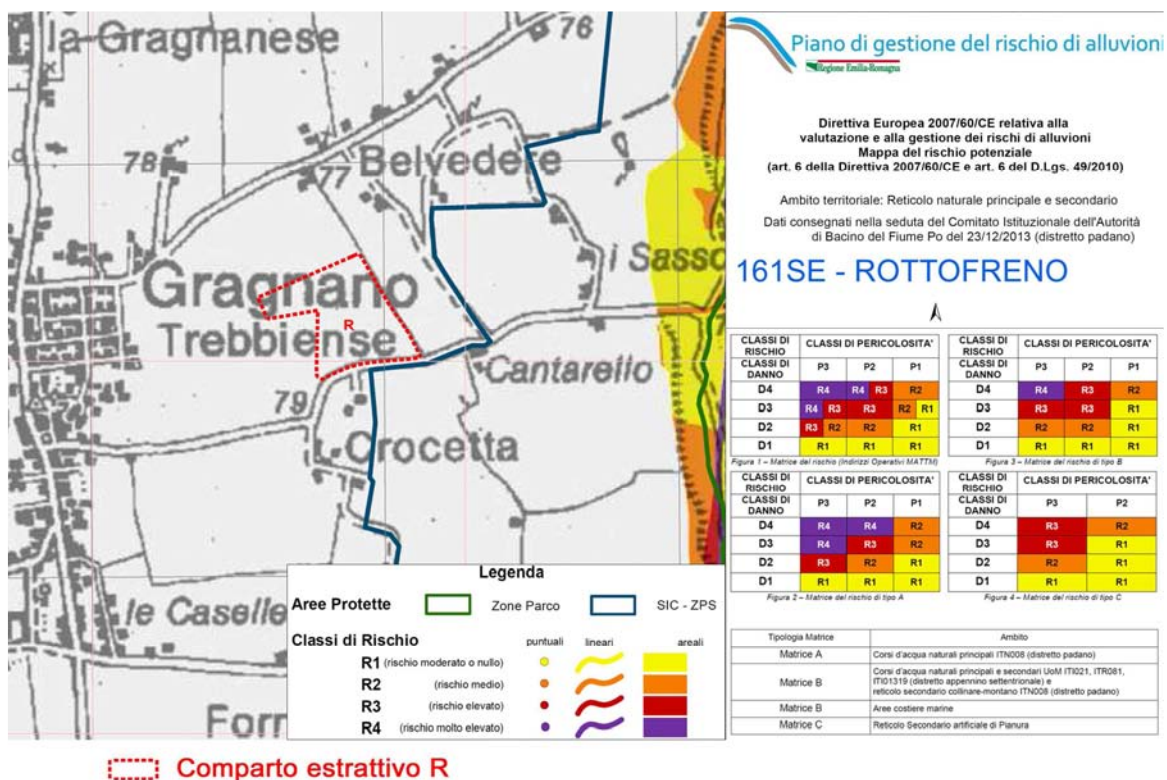 la Gragnanese
76
Belvedere
78
77
i Sasso
Gragnano
R
Trebbiense
Cantarello
79
Crocetta
le Caselle
Forn
Legenda
Aree Protette Zone Parco SIC - ZPS
Classi di Rischio puntuali lineari areali
R1 (rischio moderato o nullo)
R2 (rischio medio)
R3 (rischio elevato)
R4 (rischio molto elevato)
Comparto estrattivo R
Piano di gestione del rischio di alluvioni
Regione Emilia-Romagna
Direttiva Europea 2007/60/CE relativa alla
valutazione e alla gestione dei rischi di alluvioni
Mappa del rischio potenziale
(art. 6 della Direttiva 2007/60/CE e art. 6 del D.Lgs. 49/2010)
Ambito territoriale: Reticolo naturale principale e secondario
Dati consegnati nella seduta del Comitato Istituzionale dell'Autorità
di Bacino del Fiume Po del 23/12/2013 (distretto padano)
161SE - ROTTOFRENO
CLASSI DI RISCHIO CLASSI DI PERICOLOSITA'
CLASSI DI DANNO P3 P2 P1
D4 R4 R4 R3 R2
D3 R4 R3 R3 R2 R1
D2 R3 R2 R2 R1
D1 R1 R1 R1
Figura 1 – Matrice del rischio (Indirizzi Operativi MATTM)
CLASSI DI RISCHIO CLASSI DI PERICOLOSITA'
CLASSI DI DANNO P3 P2 P1
D4 R4 R3 R2
D3 R3 R3 R1
D2 R2 R2 R1
D1 R1 R1 R1
Figura 3 – Matrice del rischio di tipo B
CLASSI DI RISCHIO CLASSI DI PERICOLOSITA'
CLASSI DI DANNO P3 P2 P1
D4 R4 R4 R2
D3 R4 R3 R2
D2 R3 R2 R1
D1 R1 R1 R1
Figura 2 – Matrice del rischio di tipo A
CLASSI DI RISCHIO CLASSI DI PERICOLOSITA'
CLASSI DI DANNO P3 P2
D4 R3 R2
D3 R3 R1
D2 R2 R1
D1 R1 R1
Figura 4 – Matrice del rischio di tipo C
Tipologia Matrice Ambito
Matrice A Corsi d'acqua naturali principali ITN008 (distretto padano)
Matrice B Corsi d'acqua naturali principali e secondari UoM ITI021, ITR081,
ITI01319 (distretto appennino settentrionale) e
reticolo secondario collinare-montano ITN008 (distretto padano)
Matrice B Aree costiere marine
Matrice C Reticolo Secondario artificiale di Pianura